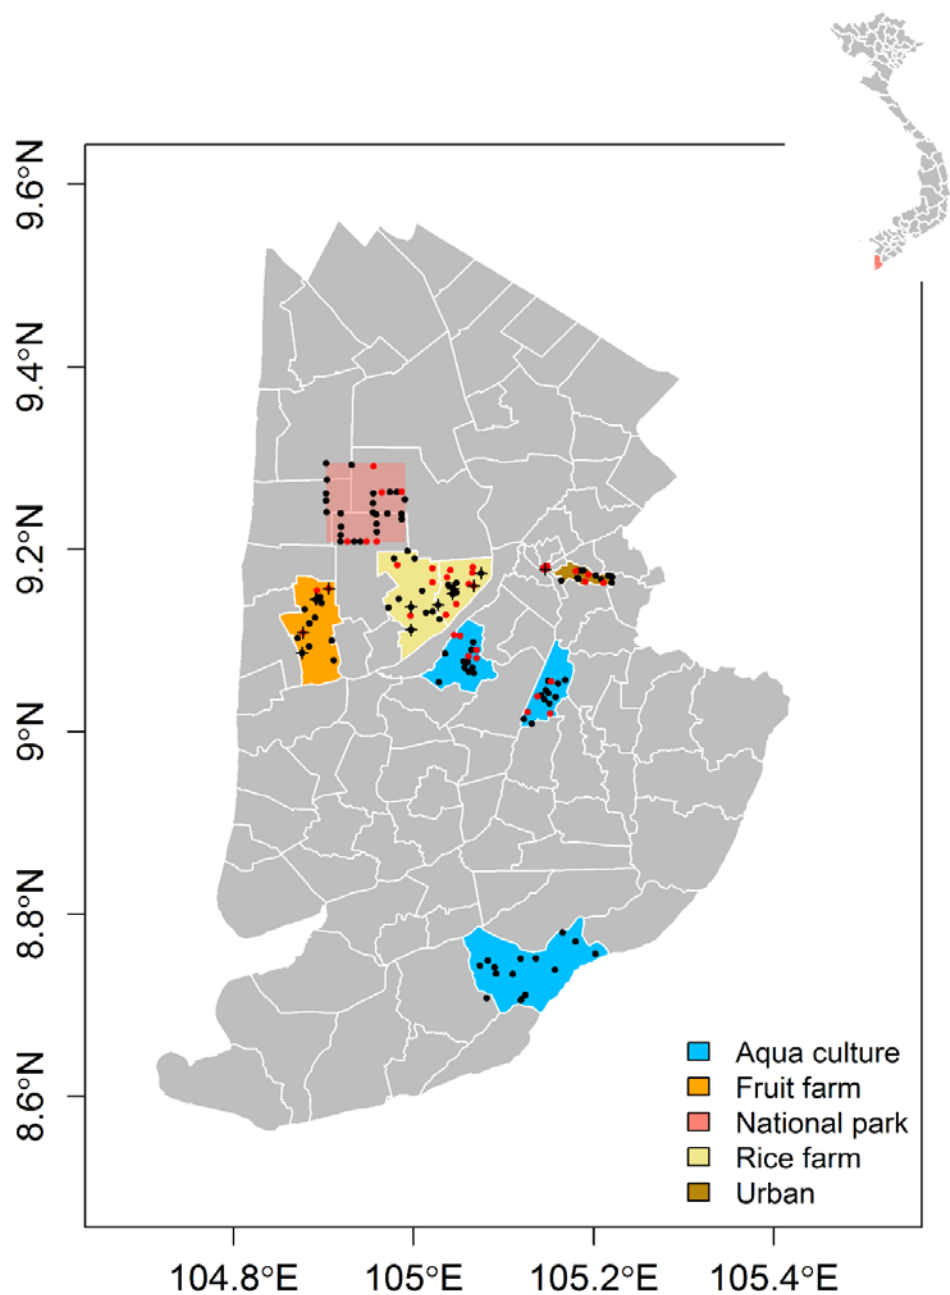 9.6°N
9.4°N
9.2°N
9°N
8.8°N
8.6°N
Aqua culture
Fruit farm
National park
Rice farm
Urban
104.8°E
105°E
105.2°E
105.4°E